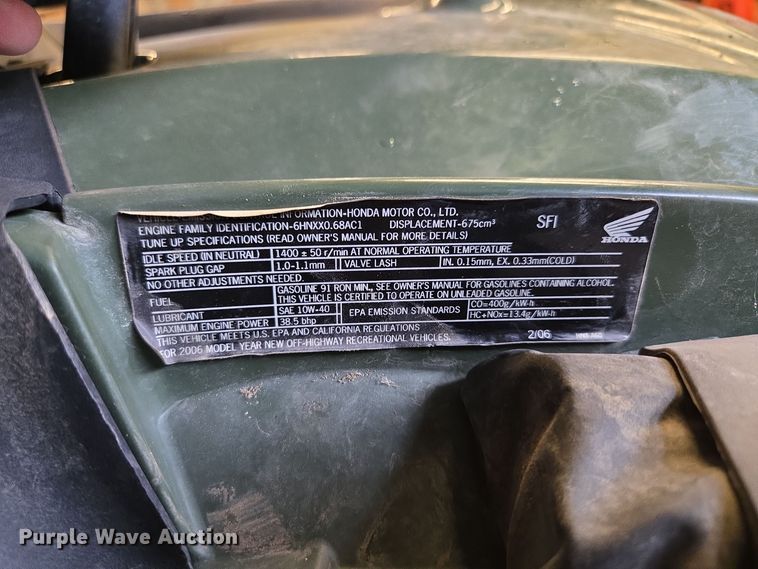 INFORMATION-HONDA MOTOR CO., LTD.
ENGINE FAMILY IDENTIFICATION-6HNXX0.68AC1 DISPLACEMENT-675cm³ SFI
TUNE UP SPECIFICATIONS (READ OWNER'S MANUAL FOR MORE DETAILS)
HONDA
IDLE SPEED (IN NEUTRAL) 1400 ± 50 r/min AT NORMAL OPERATING TEMPERATURE
SPARK PLUG GAP 1.0-1.1mm VALVE LASH IN. 0.15mm, EX. 0.33mm(COLD)
NO OTHER ADJUSTMENTS NEEDED.
FUEL GASOLINE 91 RON MIN., SEE OWNER'S MANUAL FOR GASOLINES CONTAINING ALCOHOL.
THIS VEHICLE IS CERTIFIED TO OPERATE ON UNLEADED GASOLINE.
LUBRICANT SAE 10W-40 EPA EMISSION STANDARDS CO=400g/kW·h
HC+NOx=13.4g/kW·h
MAXIMUM ENGINE POWER 38.5 bhp
THIS VEHICLE MEETS U.S. EPA AND CALIFORNIA REGULATIONS
FOR 2006 MODEL YEAR NEW OFF-HIGHWAY RECREATIONAL VEHICLES. 2/06
Purple Wave Auction